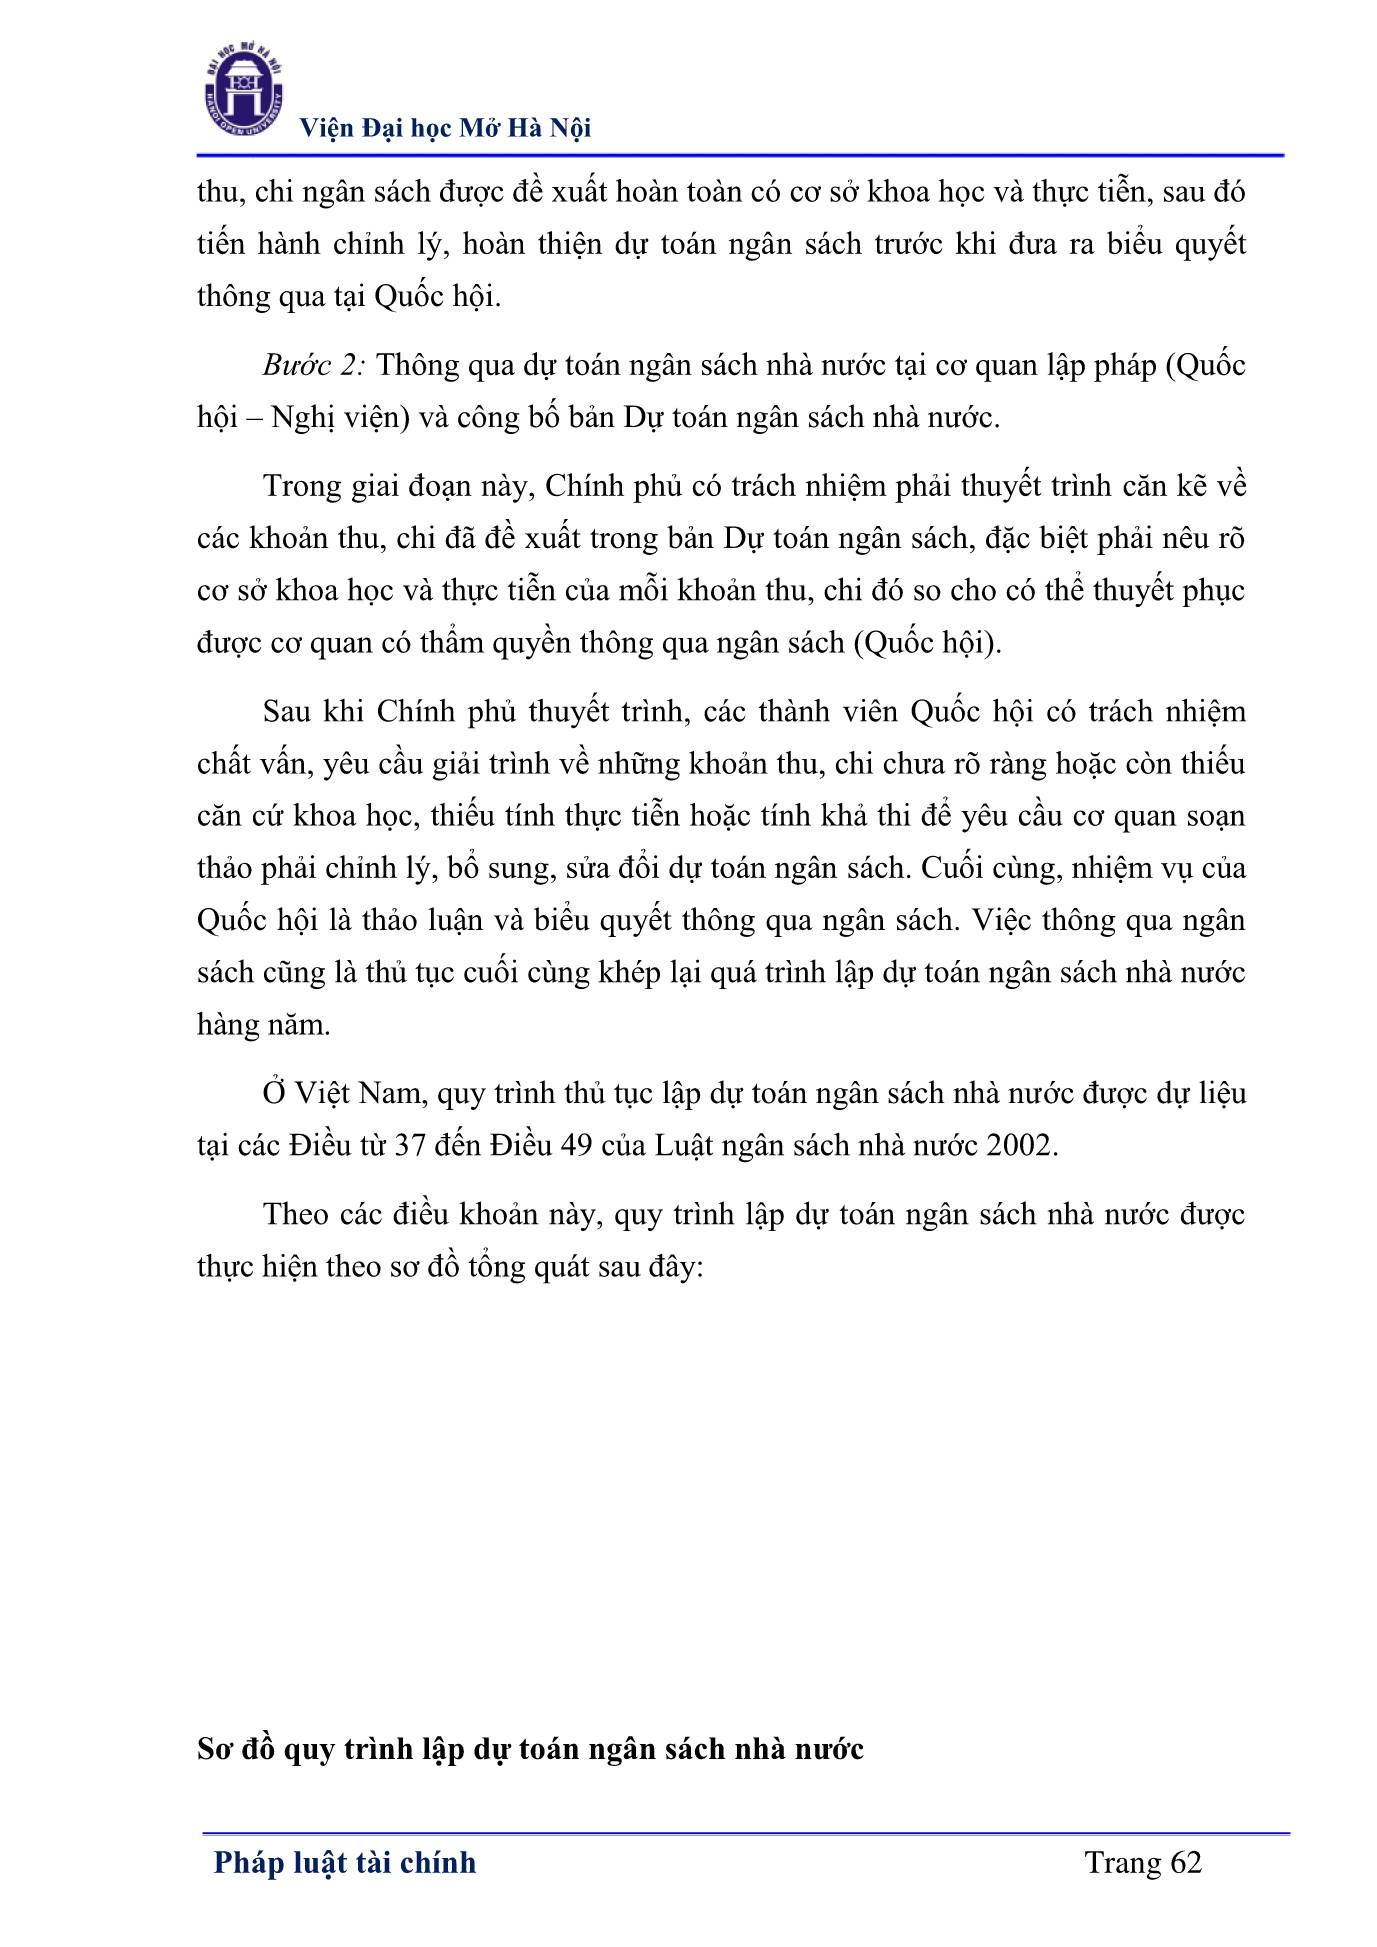 ĐẠI HỌC MỞ HÀ NỘI
HANOI OPEN UNIVERSITY
Viện Đại học Mở Hà Nội
thu, chi ngân sách được đề xuất hoàn toàn có cơ sở khoa học và thực tiễn, sau đó
tiến hành chỉnh lý, hoàn thiện dự toán ngân sách trước khi đưa ra biểu quyết
thông qua tại Quốc hội.
Bước 2: Thông qua dự toán ngân sách nhà nước tại cơ quan lập pháp (Quốc
hội – Nghị viện) và công bố bản Dự toán ngân sách nhà nước.
Trong giai đoạn này, Chính phủ có trách nhiệm phải thuyết trình căn kẽ về
các khoản thu, chi đã đề xuất trong bản Dự toán ngân sách, đặc biệt phải nêu rõ
cơ sở khoa học và thực tiễn của mỗi khoản thu, chi đó so cho có thể thuyết phục
được cơ quan có thẩm quyền thông qua ngân sách (Quốc hội).
Sau khi Chính phủ thuyết trình, các thành viên Quốc hội có trách nhiệm
chất vấn, yêu cầu giải trình về những khoản thu, chi chưa rõ ràng hoặc còn thiếu
căn cứ khoa học, thiếu tính thực tiễn hoặc tính khả thi để yêu cầu cơ quan soạn
thảo phải chỉnh lý, bổ sung, sửa đổi dự toán ngân sách. Cuối cùng, nhiệm vụ của
Quốc hội là thảo luận và biểu quyết thông qua ngân sách. Việc thông qua ngân
sách cũng là thủ tục cuối cùng khép lại quá trình lập dự toán ngân sách nhà nước
hàng năm.
Ở Việt Nam, quy trình thủ tục lập dự toán ngân sách nhà nước được dự liệu
tại các Điều từ 37 đến Điều 49 của Luật ngân sách nhà nước 2002.
Theo các điều khoản này, quy trình lập dự toán ngân sách nhà nước được
thực hiện theo sơ đồ tổng quát sau đây:
Sơ đồ quy trình lập dự toán ngân sách nhà nước
Pháp luật tài chính Trang 62